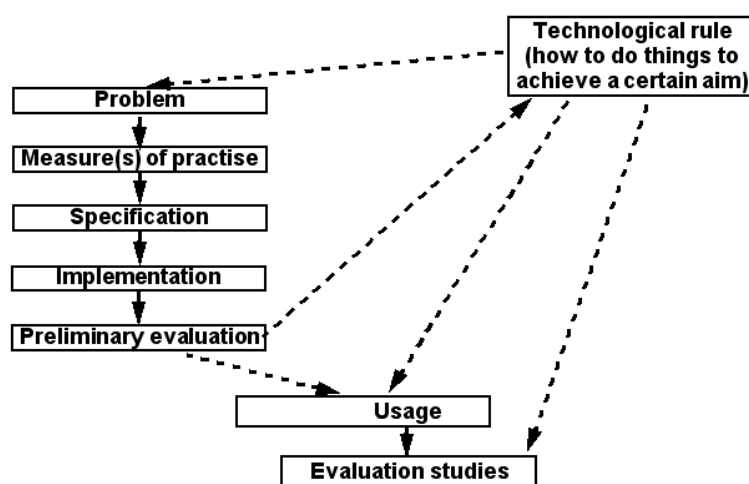 Technological rule
(how to do things to
achieve a certain aim)
Problem
Measure(s) of practise
Specification
Implementation
Preliminary evaluation
Usage
Evaluation studies